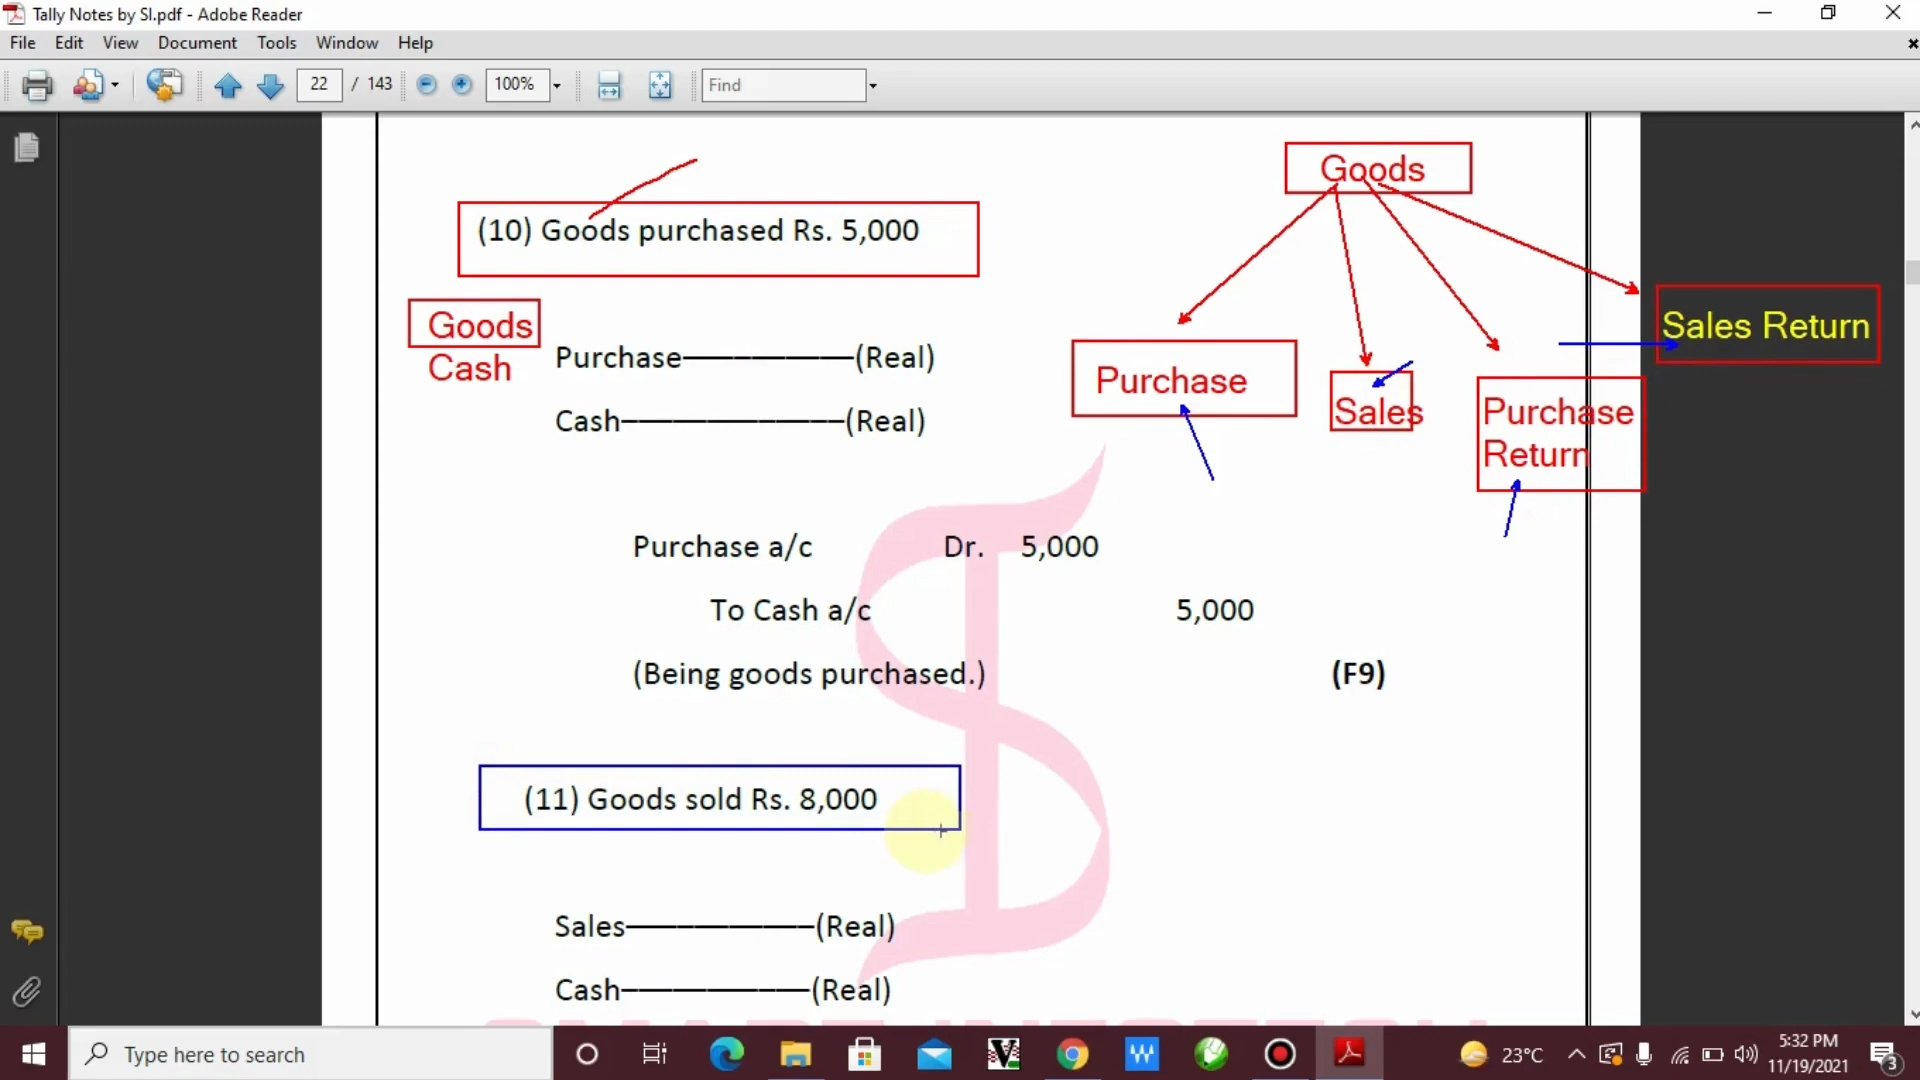 Tally Notes by SI.pdf - Adobe Reader
File Edit View Document Tools Window Help
22 / 143 100% Find
Goods
(10) Goods purchased Rs. 5,000
Goods
Cash
Purchase——————(Real)
Cash————————(Real)
Purchase
Sales
Purchase
Return
Sales Return
Purchase a/c Dr. 5,000
To Cash a/c 5,000
(Being goods purchased.) (F9)
(11) Goods sold Rs. 8,000
Sales———————(Real)
Cash———————(Real)
Type here to search
23°C
5:32 PM
11/19/2021
3